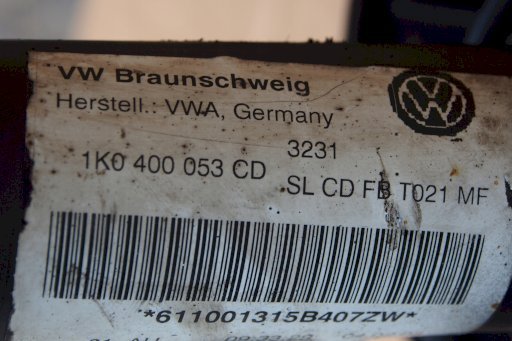 VW Braunschweig
Herstell.: VWA, Germany
3231
1K0 400 053 CD
SL CD FB T021 MF
*611001315B407ZW*